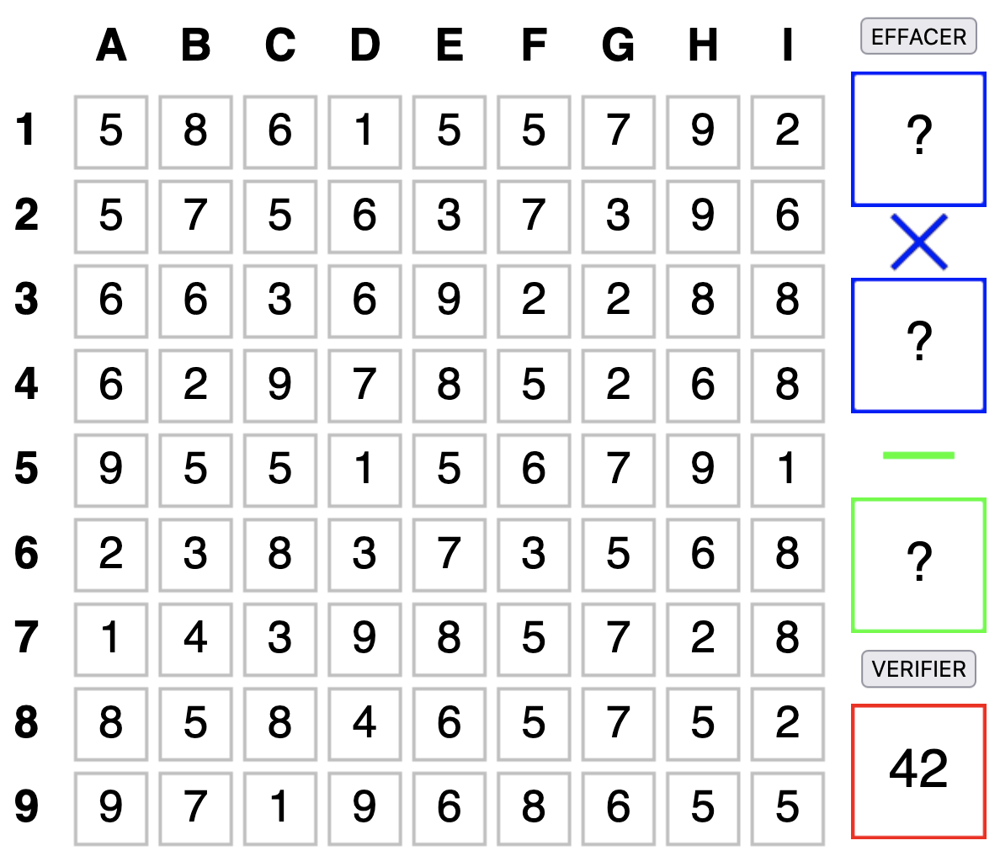 A B C D E F G H I EFFACER
1 5 8 6 1 5 5 7 9 2 ?
2 5 7 5 6 3 7 3 9 6 ×
3 6 6 3 6 9 2 2 8 8 ?
4 6 2 9 7 8 5 2 6 8
5 9 5 5 1 5 6 7 9 1 —
6 2 3 8 3 7 3 5 6 8 ?
7 1 4 3 9 8 5 7 2 8 VERIFIER
8 8 5 8 4 6 5 7 5 2 42
9 9 7 1 9 6 8 6 5 5